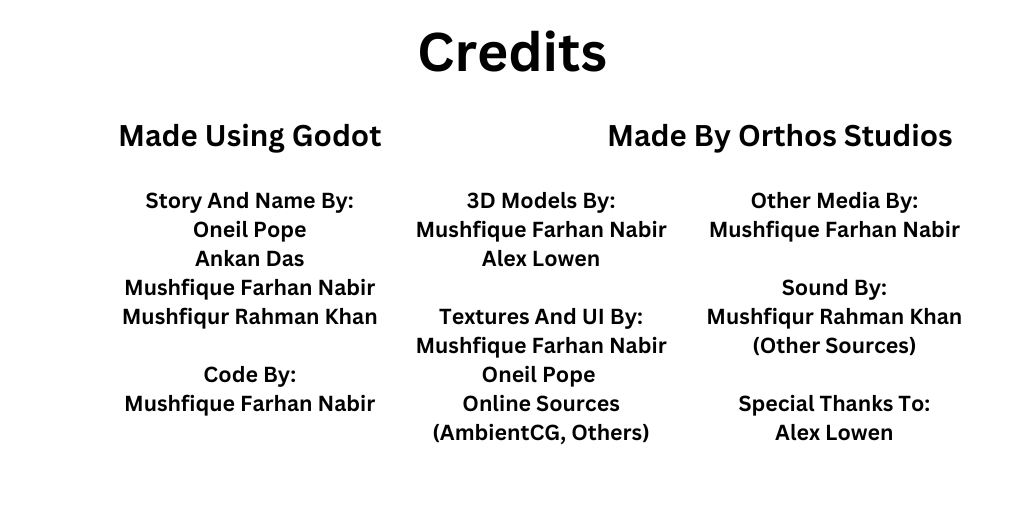 Credits
Made Using Godot
Made By Orthos Studios
Story And Name By:
Oneil Pope
Ankan Das
Mushfique Farhan Nabir
Mushfiqur Rahman Khan
Code By:
Mushfique Farhan Nabir
3D Models By:
Mushfique Farhan Nabir
Alex Lowen
Textures And UI By:
Mushfique Farhan Nabir
Oneil Pope
Online Sources
(AmbientCG, Others)
Other Media By:
Mushfique Farhan Nabir
Sound By:
Mushfiqur Rahman Khan
(Other Sources)
Special Thanks To:
Alex Lowen